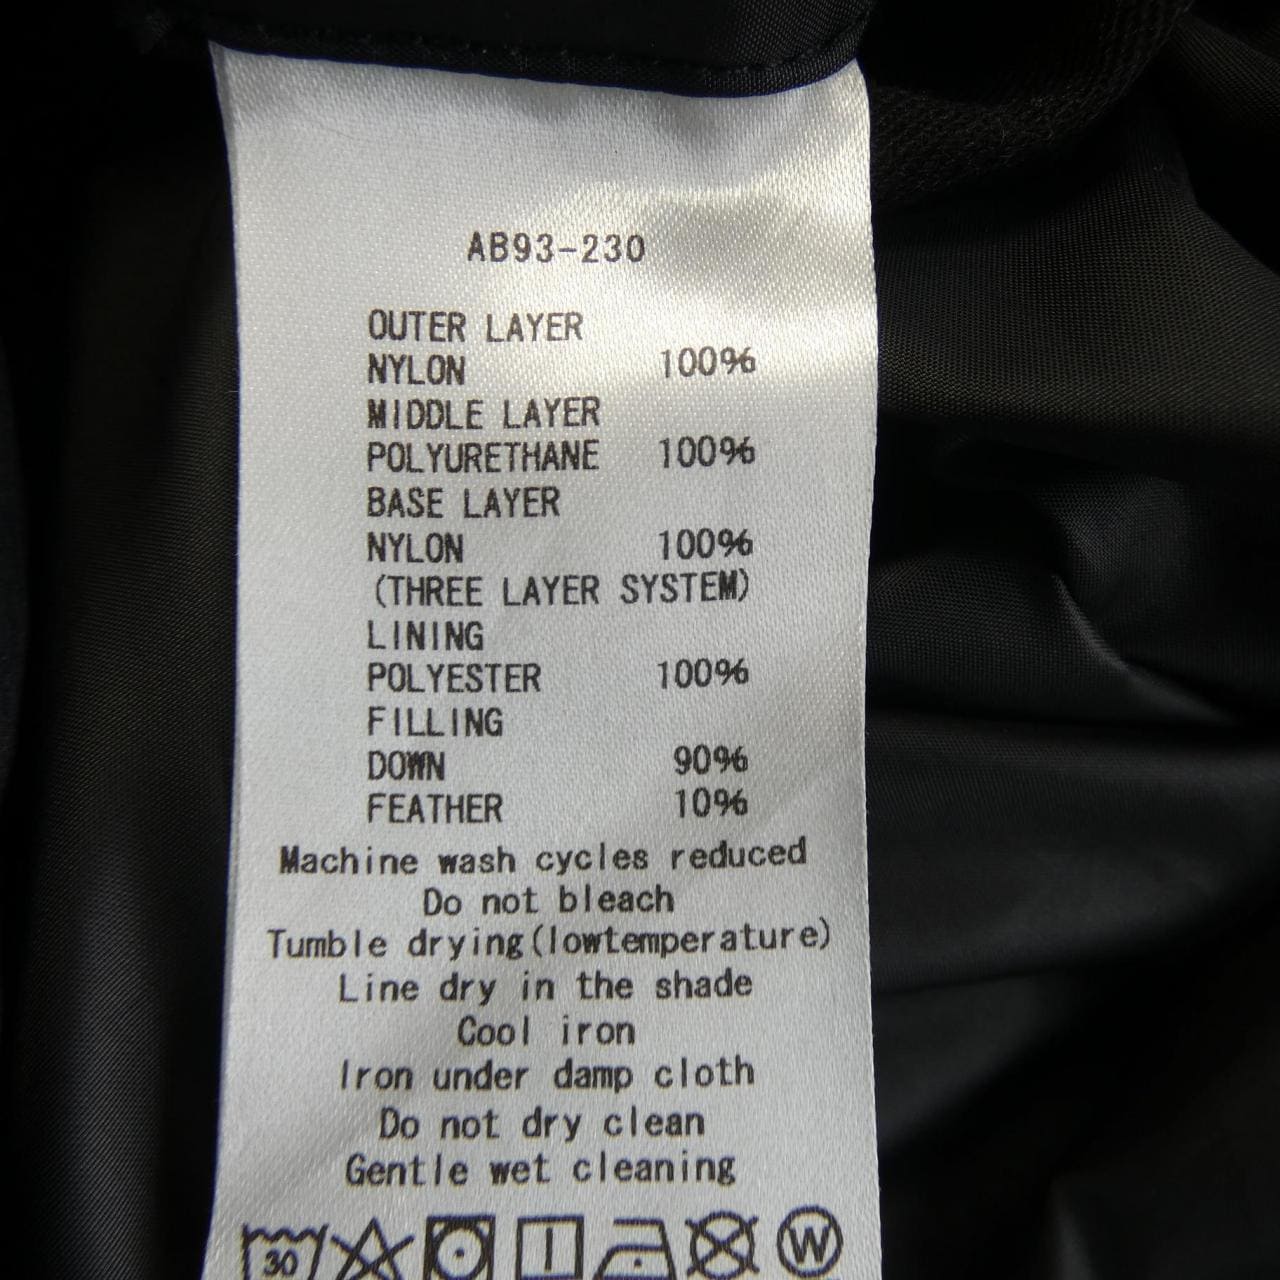 AB93-230
OUTER LAYER
NYLON 100%
MIDDLE LAYER
POLYURETHANE 100%
BASE LAYER
NYLON 100%
(THREE LAYER SYSTEM)
LINING
POLYESTER 100%
FILLING
DOWN 90%
FEATHER 10%
Machine wash cycles reduced
Do not bleach
Tumble drying(lowtemperature)
Line dry in the shade
Cool iron
Iron under damp cloth
Do not dry clean
Gentle wet cleaning
30 W